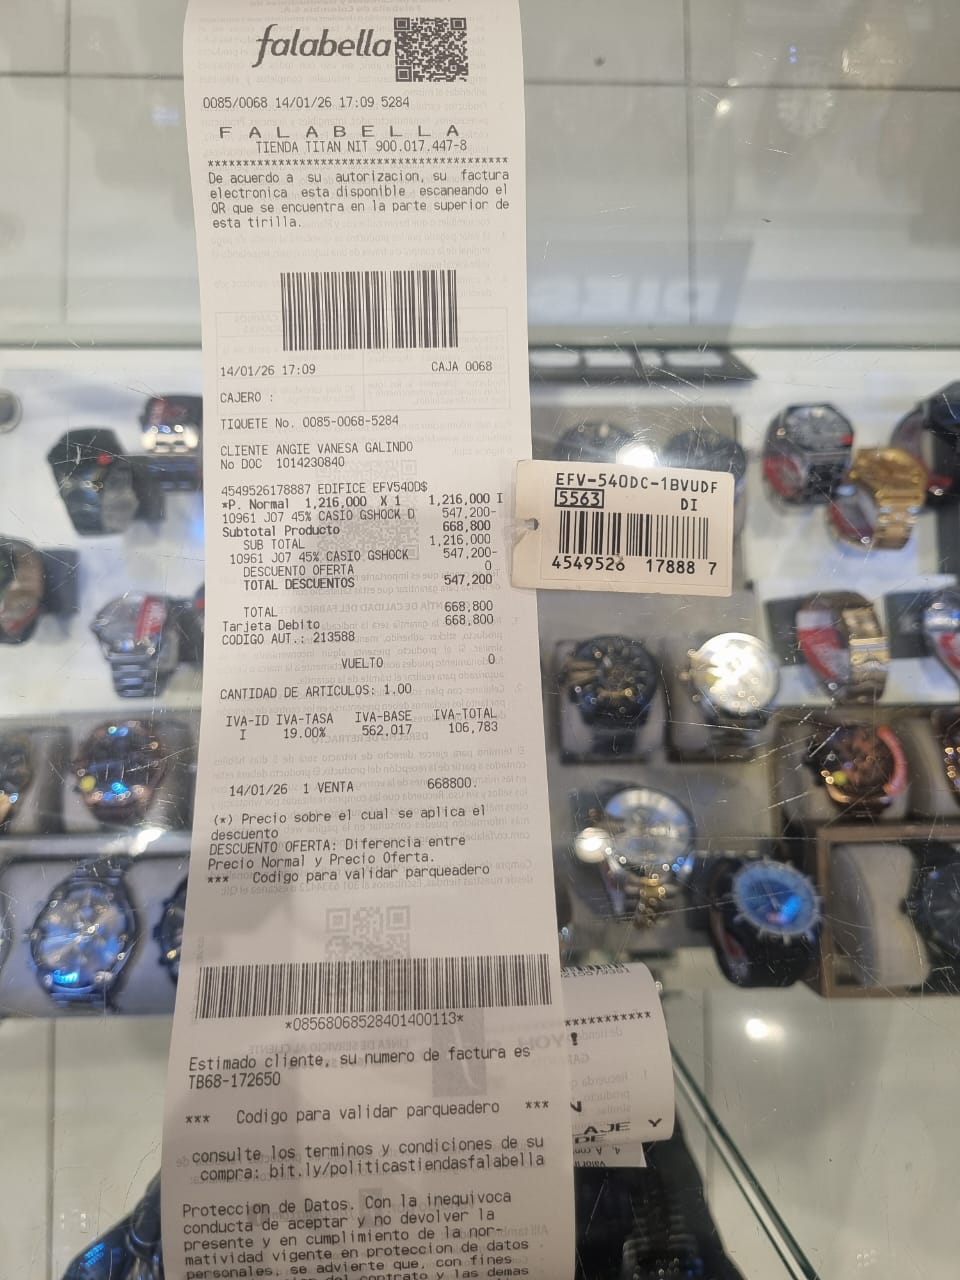 falabella
0085/0068 14/01/26 17:09 5284
F A L A B E L L A
TIENDA TITAN NIT 900.017.447-8
***************************************
De acuerdo a su autorizacion, su factura
electronica esta disponible escaneando el
QR que se encuentra en la parte superior de
esta tirilla.
14/01/26 17:09 CAJA 0068
CAJERO :
TIQUETE No. 0085-0068-5284
CLIENTE ANGIE VANESA GALINDO
No DOC 1014230840
4549526178887 EDIFICE EFV540D$
*P. Normal 1,216,000 X 1 1,216,000 I
10961 J07 45% CASIO GSHOCK D 547,200-
Subtotal Producto 668,800
SUB TOTAL 1,216,000
10961 J07 45% CASIO GSHOCK 547,200-
DESCUENTO OFERTA 0
TOTAL DESCUENTOS 547,200
TOTAL 668,800
Tarjeta Debito 668,800
CODIGO AUT.: 213588
VUELTO 0
CANTIDAD DE ARTICULOS: 1.00
IVA-ID IVA-TASA IVA-BASE IVA-TOTAL
I 19.00% 562,017 106,783
14/01/26 1 VENTA 668800.
(*) Precio sobre el cual se aplica el
descuento
DESCUENTO OFERTA: Diferencia entre
Precio Normal y Precio Oferta.
*** Codigo para validar parqueadero
*08568068528401400113*
Estimado cliente, su numero de factura es
TB68-172650
*** Codigo para validar parqueadero ***
consulte los terminos y condiciones de su
compra: bit.ly/politicastiendasfalabella
Proteccion de Datos. Con la inequivoca
conducta de aceptar y no devolver la
presente y en cumplimiento de la nor-
matividad vigente en proteccion de datos
personales, se advierte que, con fines
del contrato y las demas
EFV-540DC-1BVUDF
5563 DI
4549526 17888 7
***********
!
N
AJE Y
DE